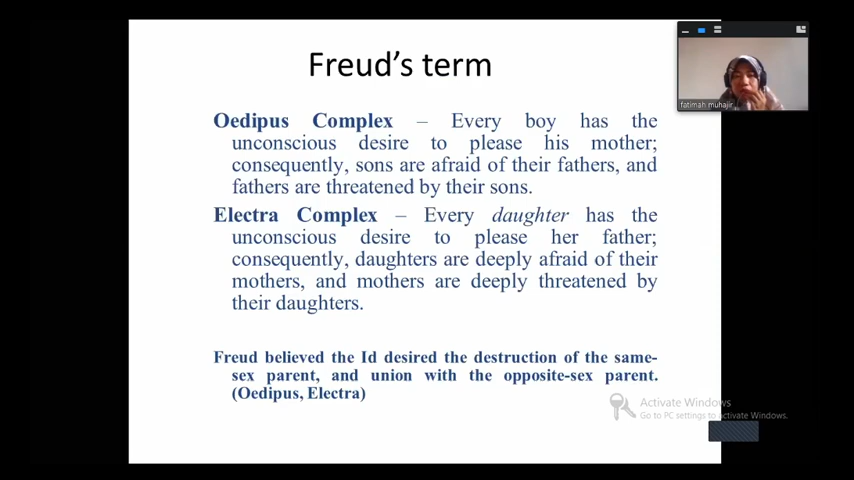 Freud's term
fatimah muhajir
Oedipus Complex – Every boy has the
unconscious desire to please his mother;
consequently, sons are afraid of their fathers, and
fathers are threatened by their sons.
Electra Complex – Every daughter has the
unconscious desire to please her father;
consequently, daughters are deeply afraid of their
mothers, and mothers are deeply threatened by
their daughters.
Freud believed the Id desired the destruction of the same-
sex parent, and union with the opposite-sex parent.
(Oedipus, Electra)
Activate Windows
Go to PC settings to activate Windows.